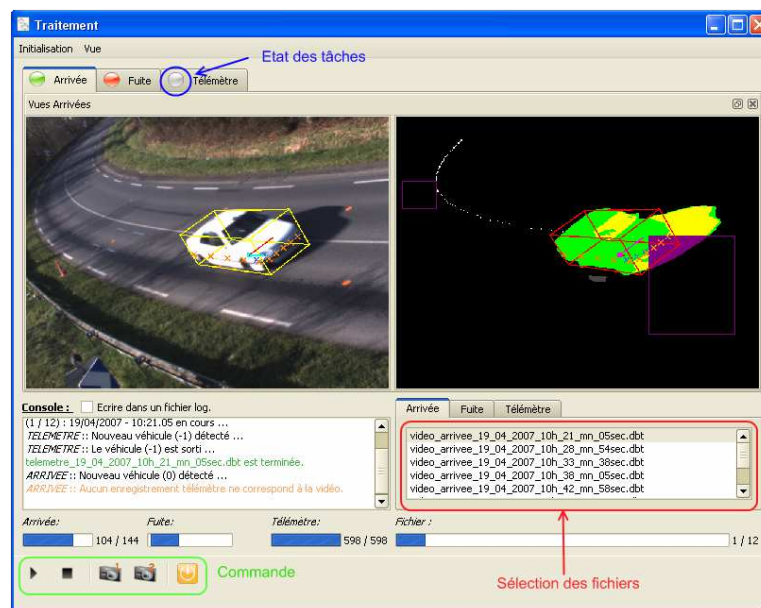 Traitement
Initialisation Vue
Etat des tâches
Arrivée Fuite Télémètre
Vues Arrivées
Console : Ecrire dans un fichier log.
(1 / 12) : 19/04/2007 - 10:21.05 en cours ...
TELEMETRE :: Nouveau véhicule (-1) détecté ...
TELEMETRE :: Le véhicule (-1) est sorti ...
telemetre_19_04_2007_10h_21_mn_05sec.dbt est terminée.
ARRIVEE :: Nouveau véhicule (0) détecté ...
ARRIVEE :: Aucun enregistrement télémètre ne correspond à la vidéo.
Arrivée Fuite Télémètre
video_arrivee_19_04_2007_10h_21_mn_05sec.dbt
video_arrivee_19_04_2007_10h_28_mn_54sec.dbt
video_arrivee_19_04_2007_10h_33_mn_38sec.dbt
video_arrivee_19_04_2007_10h_38_mn_05sec.dbt
video_arrivee_19_04_2007_10h_42_mn_58sec.dbt
Arrivée: Fuite: Télémètre: Fichier :
104 / 144 598 / 598 1 / 12
1 2
Commande
Sélection des fichiers